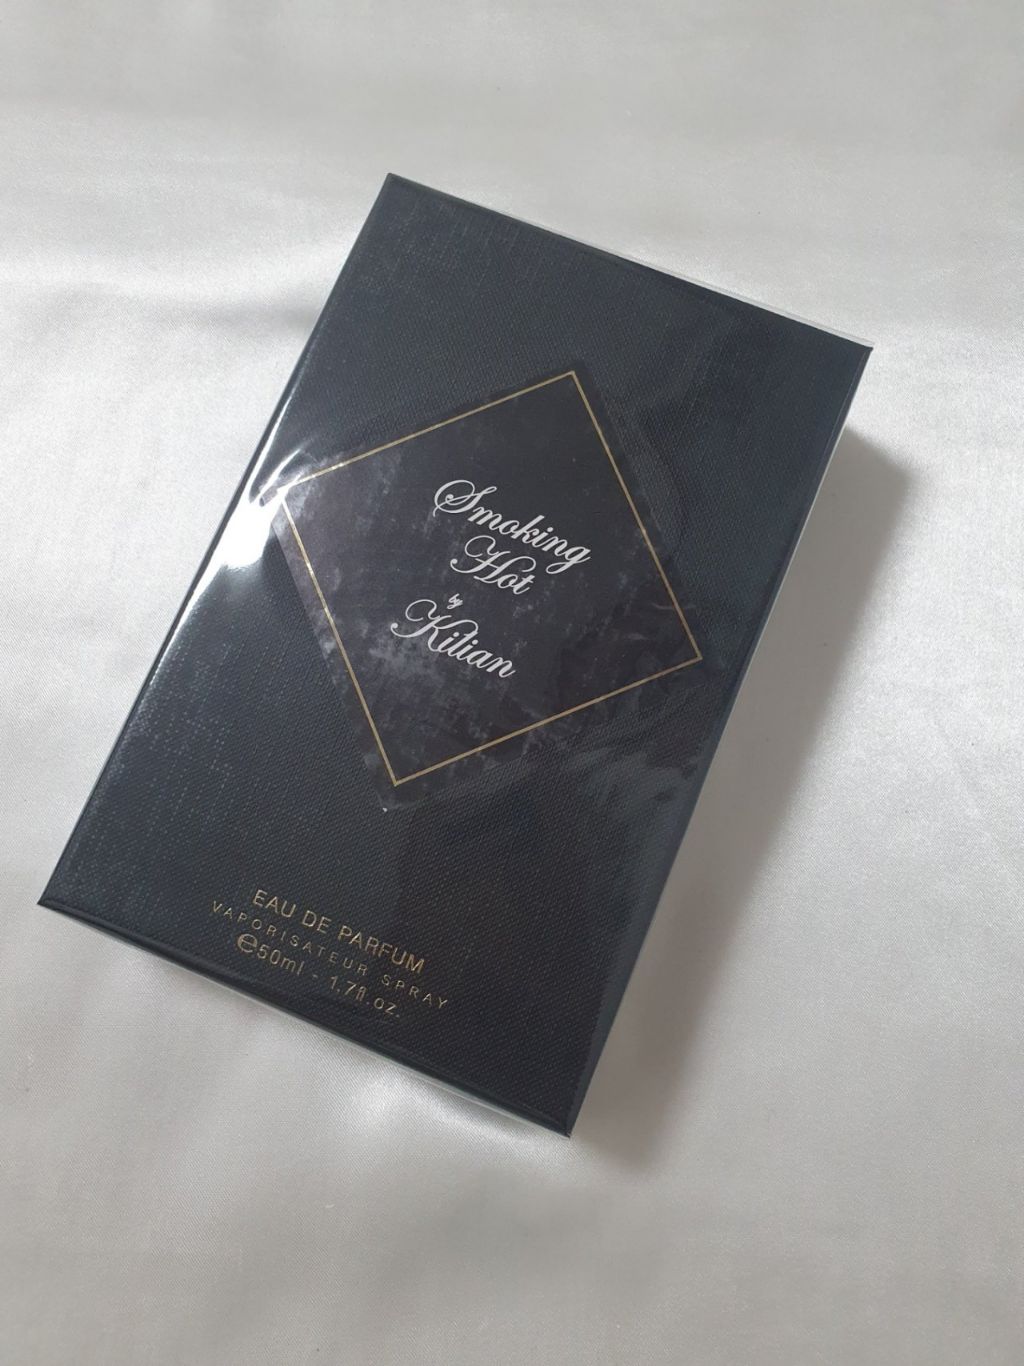 Smoking
Hot
by
Kilian
EAU DE PARFUM
VAPORISATEUR SPRAY
℮50ml - 1.7fl.oz.